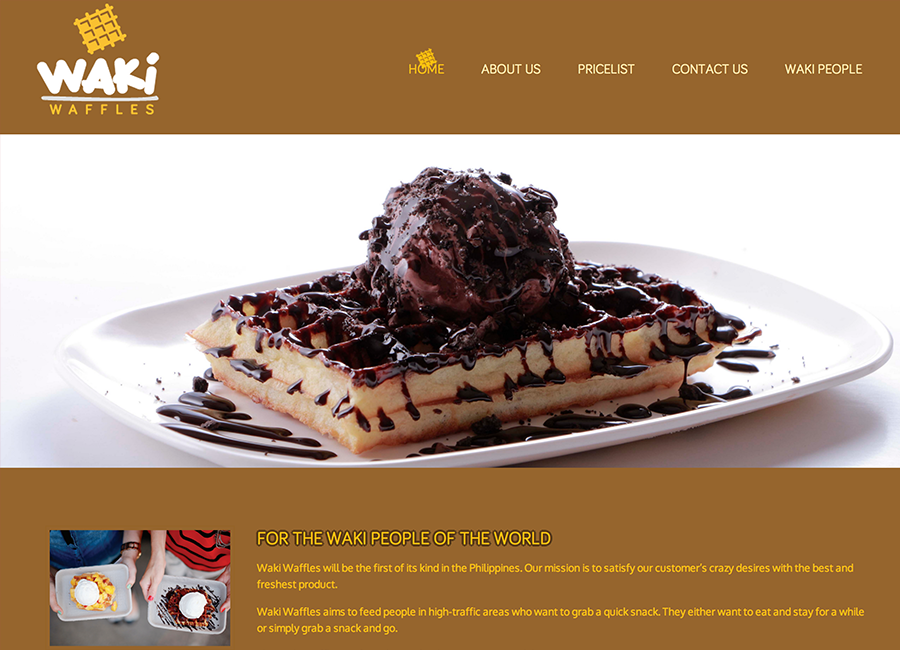 WAKi
WAFFLES
HOME ABOUT US PRICELIST CONTACT US WAKI PEOPLE
FOR THE WAKI PEOPLE OF THE WORLD
Waki Waffles will be the first of its kind in the Philippines. Our mission is to satisfy our customer's crazy desires with the best and
freshest product.
Waki Waffles aims to feed people in high-traffic areas who want to grab a quick snack. They either want to eat and stay for a while
or simply grab a snack and go.